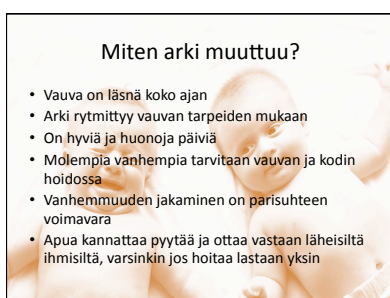 Miten arki muuttuu?
• Vauva on läsnä koko ajan
• Arki rytmittyy vauvan tarpeiden mukaan
• On hyviä ja huonoja päiviä
• Molempia vanhempia tarvitaan vauvan ja kodin
hoidossa
• Vanhemmuuden jakaminen on parisuhteen
voimavara
• Apua kannattaa pyytää ja ottaa vastaan läheisiltä
ihmisiltä, varsinkin jos hoitaa lastaan yksin